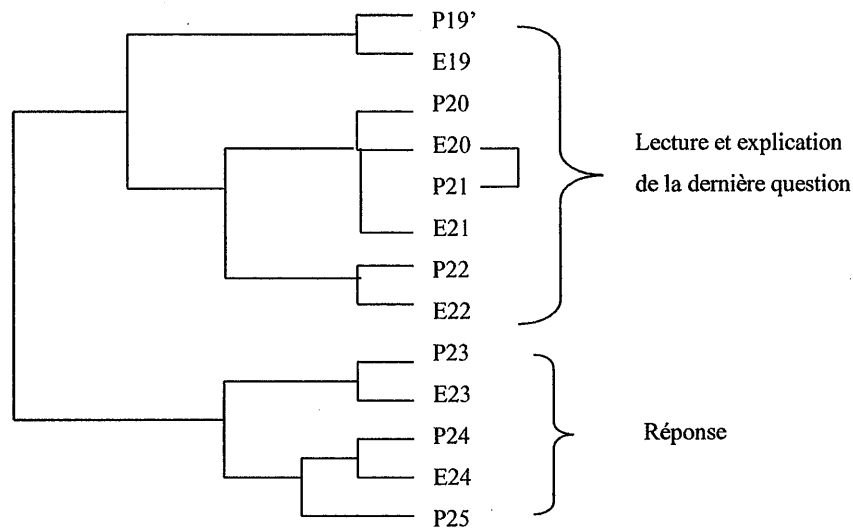 P19’
E19
P20
E20
P21
E21
P22
E22
Lecture et explication
de la dernière question
P23
E23
P24
E24
P25
Réponse